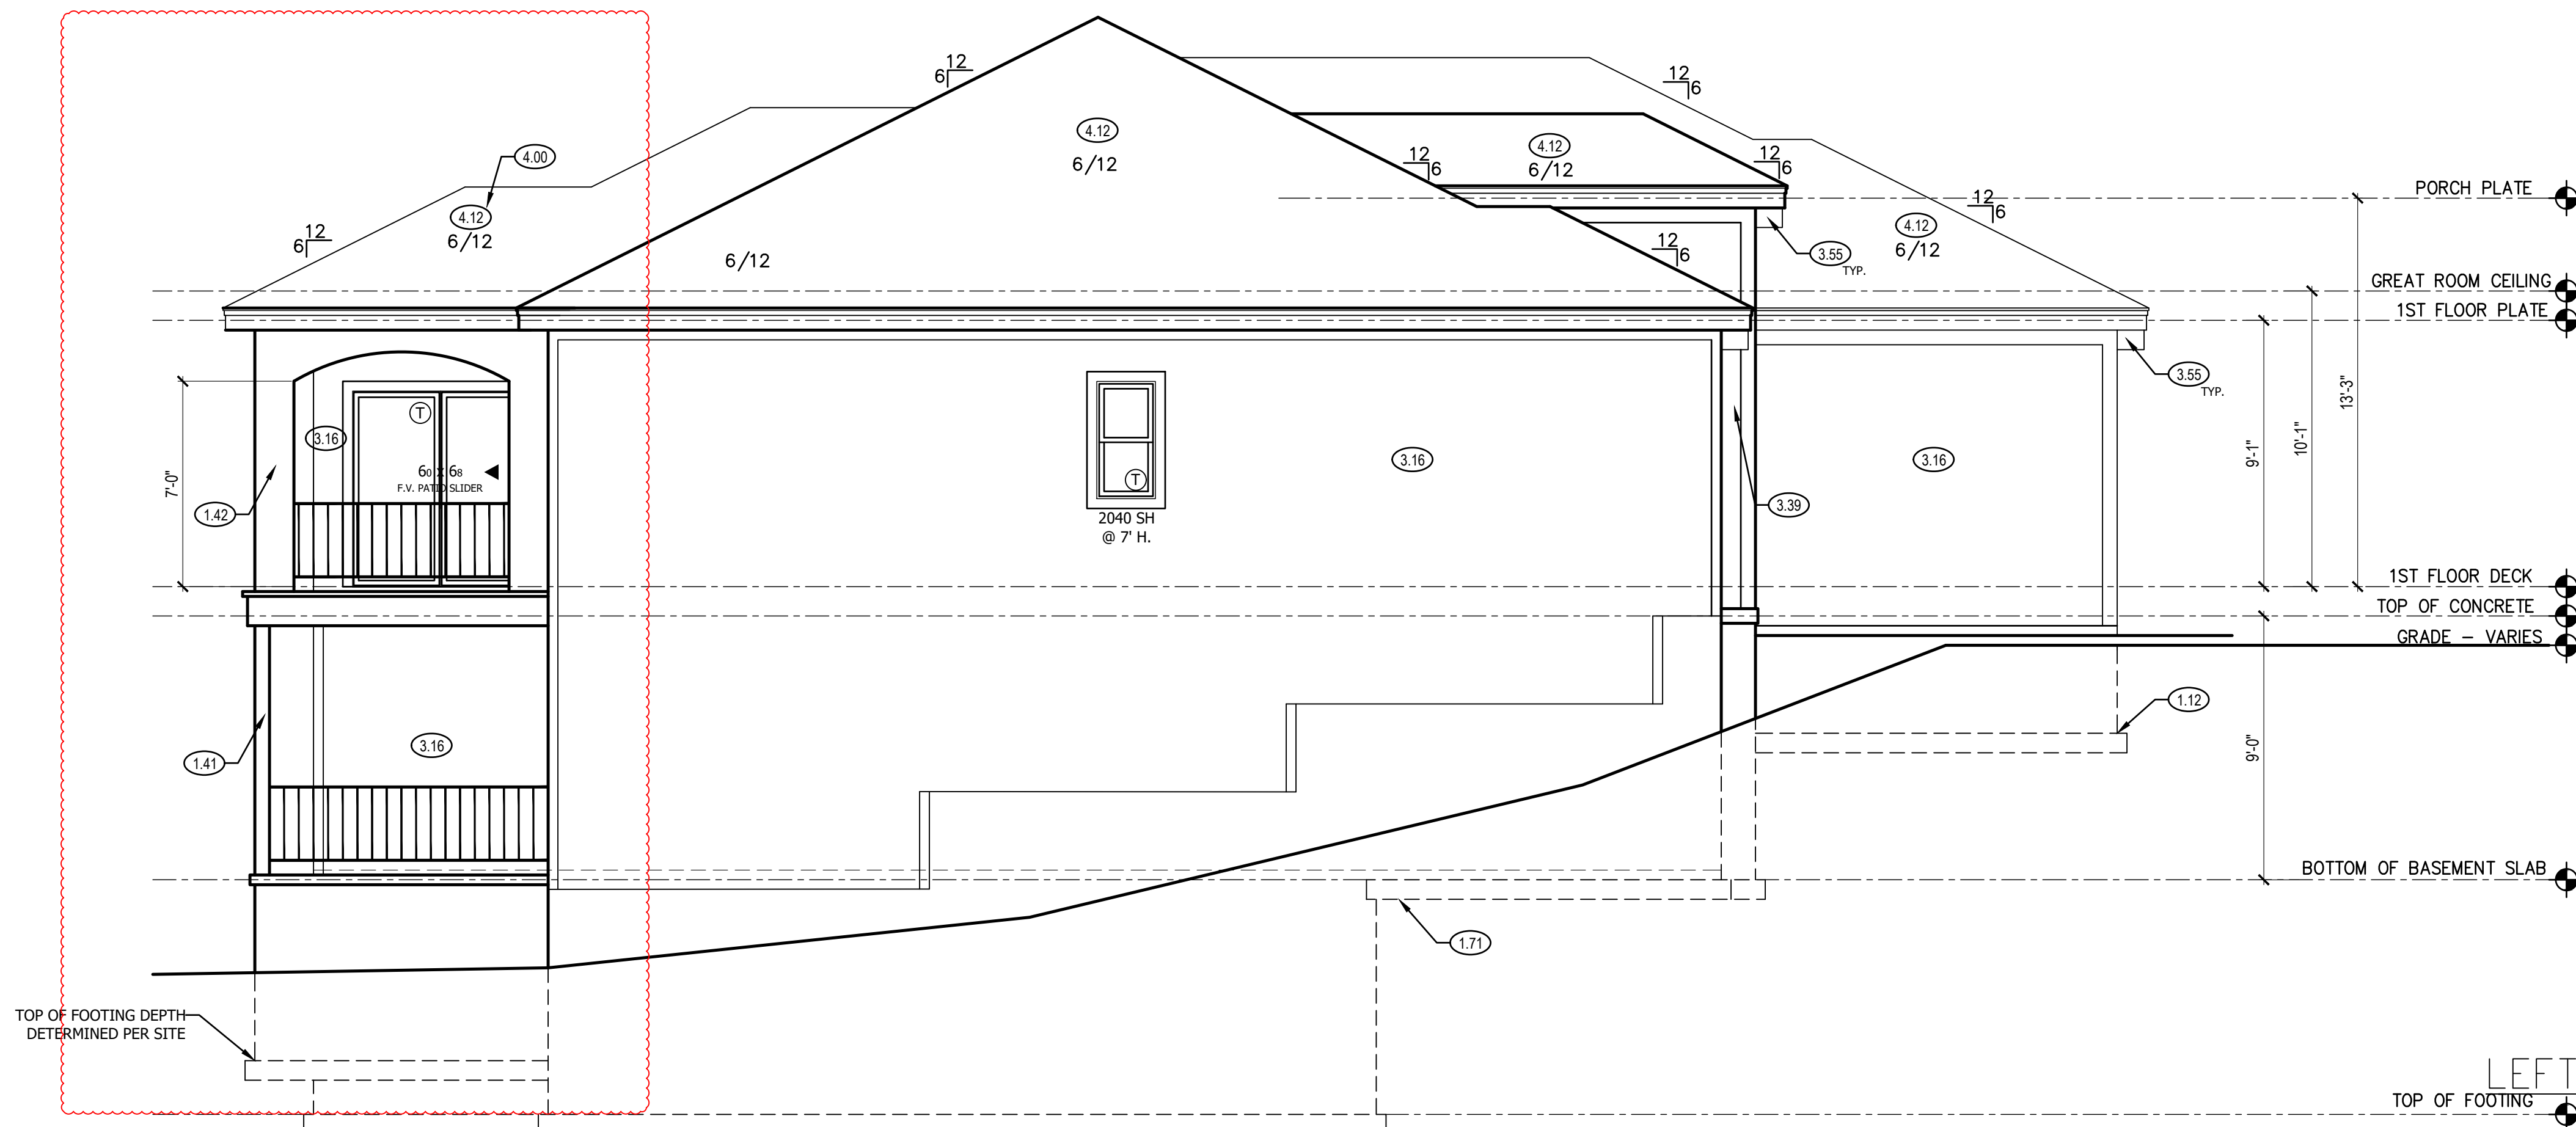 12
6
12
6
4.12
6/12
4.00
12
6
4.12
6/12
12
6
12
6
PORCH PLATE
4.12
6/12
12
6
12
6
4.12
6/12
6/12
12
6
3.55
TYP.
GREAT ROOM CEILING
1ST FLOOR PLATE
3.55
TYP.
13'-3"
T
3.16
60 X 68
F.V. PATIO SLIDER
7'-0"
1.42
T
2040 SH
@ 7' H.
3.16
3.39
3.16
9'-1"
10'-1"
1ST FLOOR DECK
TOP OF CONCRETE
GRADE - VARIES
1.12
1.41
3.16
9'-0"
BOTTOM OF BASEMENT SLAB
1.71
TOP OF FOOTING DEPTH
DETERMINED PER SITE
LEFT
TOP OF FOOTING